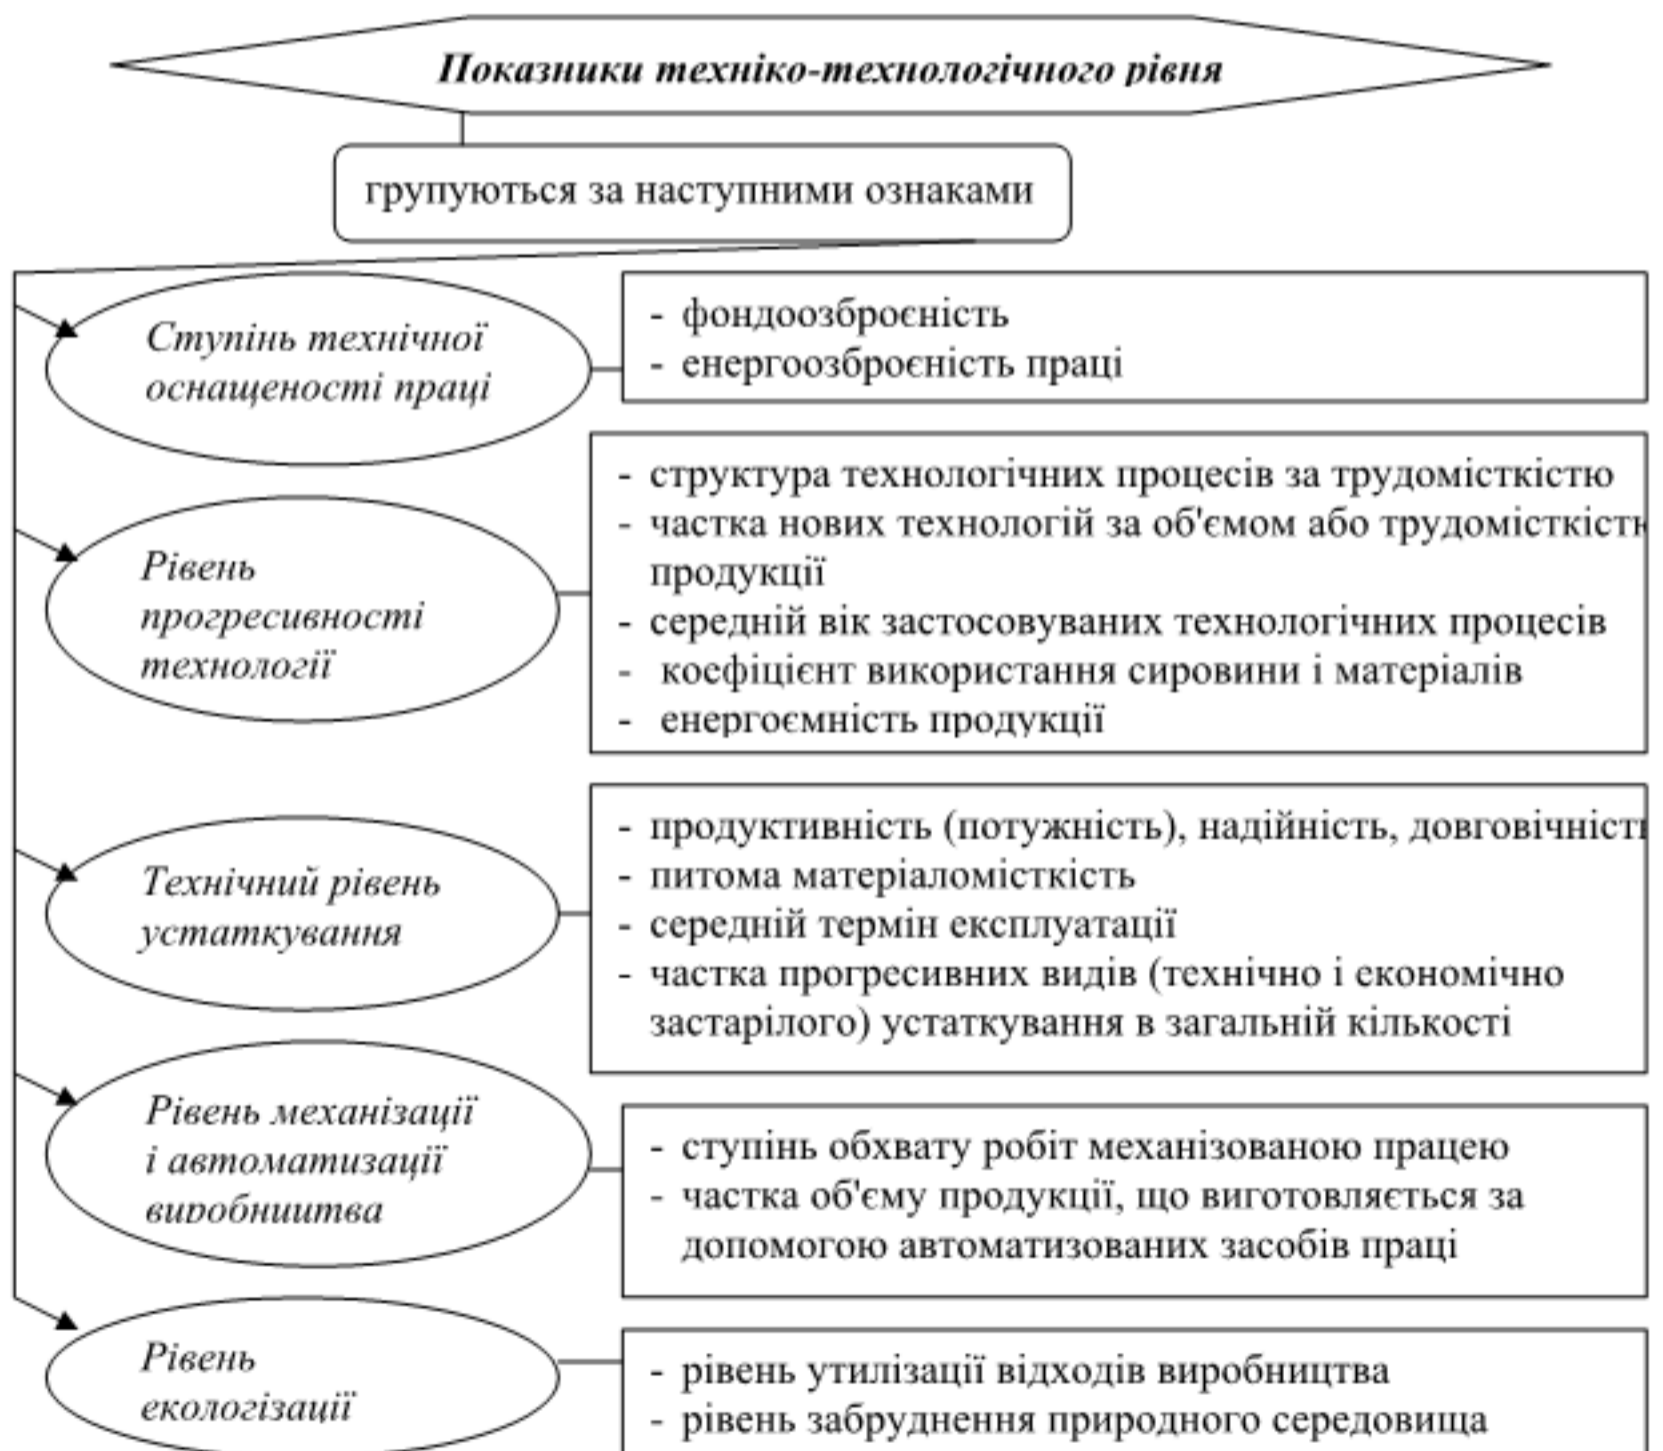 Показники техніко-технологічного рівня
групуються за наступними ознаками
Ступінь технічної
оснащеності праці
- фондоозброєність
- енергоозброєність праці
Рівень
прогресивності
технології
- структура технологічних процесів за трудомісткістю
- частка нових технологій за об'ємом або трудомісткістю
продукції
- середній вік застосовуваних технологічних процесів
- коефіцієнт використання сировини і матеріалів
- енергоємність продукції
Технічний рівень
устаткування
- продуктивність (потужність), надійність, довговічність
- питома матеріаломісткість
- середній термін експлуатації
- частка прогресивних видів (технічно і економічно
застарілого) устаткування в загальній кількості
Рівень механізації
і автоматизації
виробництва
- ступінь обхвату робіт механізованою працею
- частка об'єму продукції, що виготовляється за
допомогою автоматизованих засобів праці
Рівень
екологізації
- рівень утилізації відходів виробництва
- рівень забруднення природного середовища